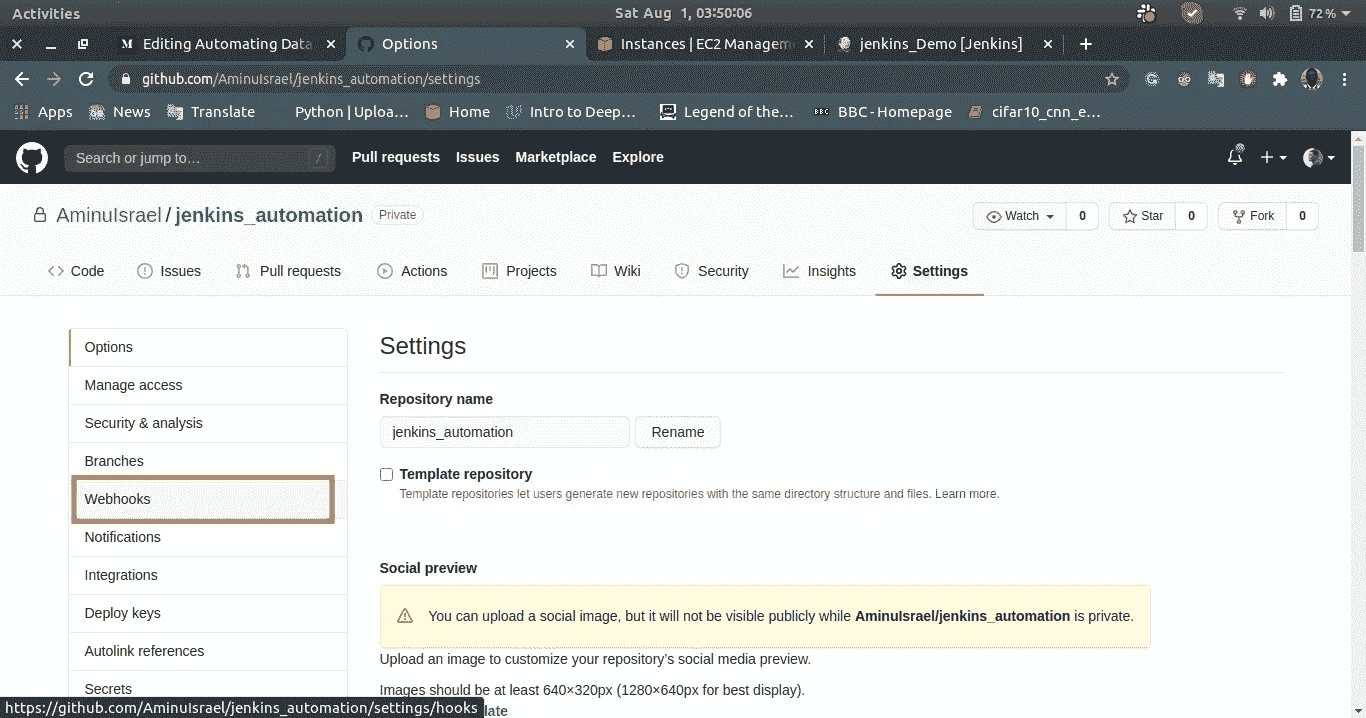 Activities Sat Aug 1, 03:50:06 72%
M Editing Automating Data Options Instances | EC2 Managem jenkins_Demo [Jenkins]
github.com/AminuIsrael/jenkins_automation/settings
Apps News Translate Python | Uploa... Home Intro to Deep... Legend of the... BBC BBC - Homepage cifar10_cnn_e...
Search or jump to... / Pull requests Issues Marketplace Explore
AminuIsrael / jenkins_automation Private Watch 0 Star 0 Fork 0
Code Issues Pull requests Actions Projects Wiki Security Insights Settings
Options
Manage access
Security & analysis
Branches
Webhooks
Notifications
Integrations
Deploy keys
Autolink references
Secrets
Settings
Repository name
jenkins_automation Rename
Template repository
Template repositories let users generate new repositories with the same directory structure and files. Learn more.
Social preview
You can upload a social image, but it will not be visible publicly while AminuIsrael/jenkins_automation is private.
Upload an image to customize your repository's social media preview.
Images should be at least 640×320px (1280×640px for best display).
late
https://github.com/AminuIsrael/jenkins_automation/settings/hooks